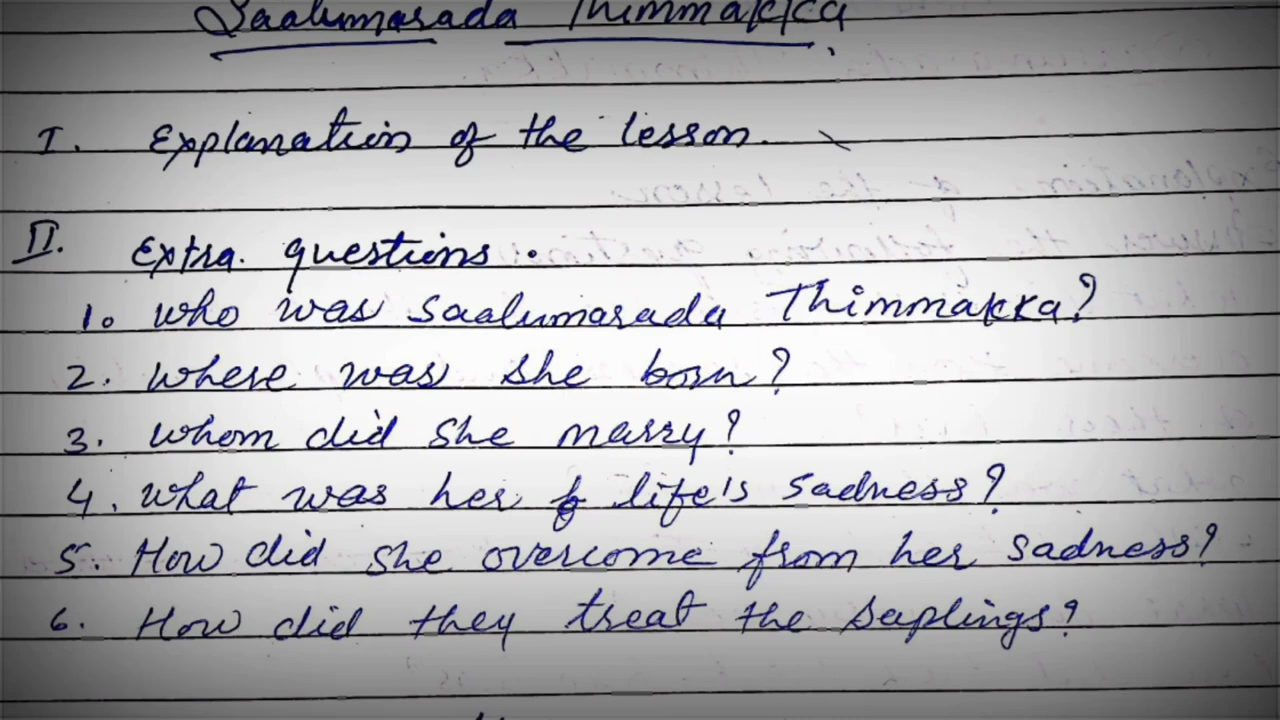 Saalumarada Thimmakka
I. Explanation of the lesson.
II. Extra. questions.
1. Who was Saalumarada Thimmakka?
2. Where was she born?
3. Whom did she marry?
4. What was her life's sadness?
5. How did she overcome from her sadness?
6. How did they treat the saplings?